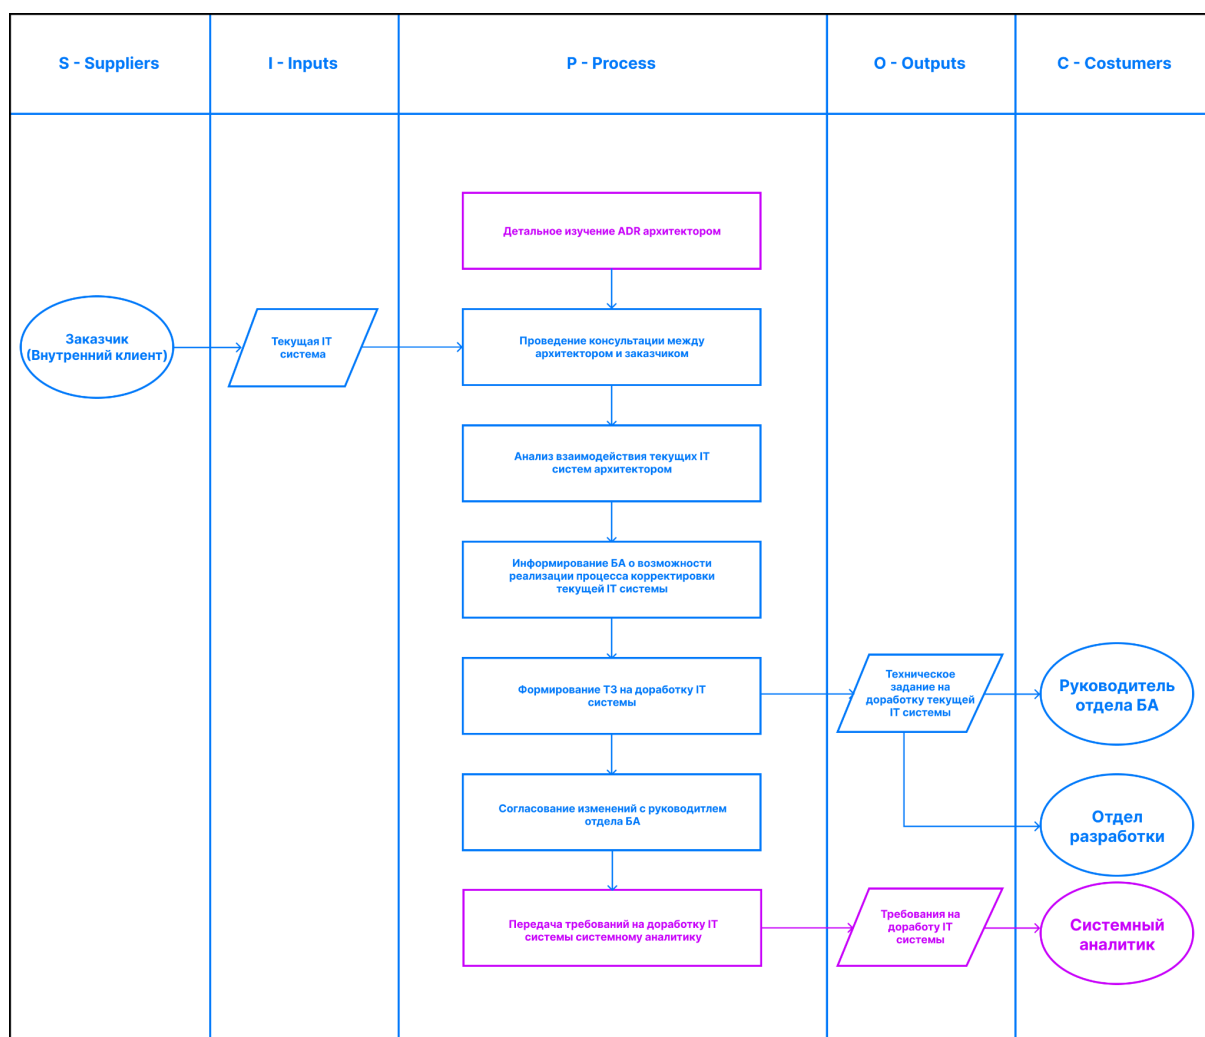 S - Suppliers
I - Inputs
P - Process
O - Outputs
C - Costumers
Детальное изучение ADR архитектором
Заказчик
(Внутренний клиент)
Текущая IT
система
Проведение консультации между
архитектором и заказчиком
Анализ взаимодействия текущих IT
систем архитектором
Информирование БА о возможности
реализации процесса корректировки
текущей IT системы
Формирование ТЗ на доработку IT
системы
Техническое
задание на
доработку текущей
IT системы
Руководитель
отдела БА
Согласование изменений с руководитлем
отдела БА
Отдел
разработки
Передача требований на доработку IT
системы системному аналитику
Требования на
доработу IT
системы
Системный
аналитик